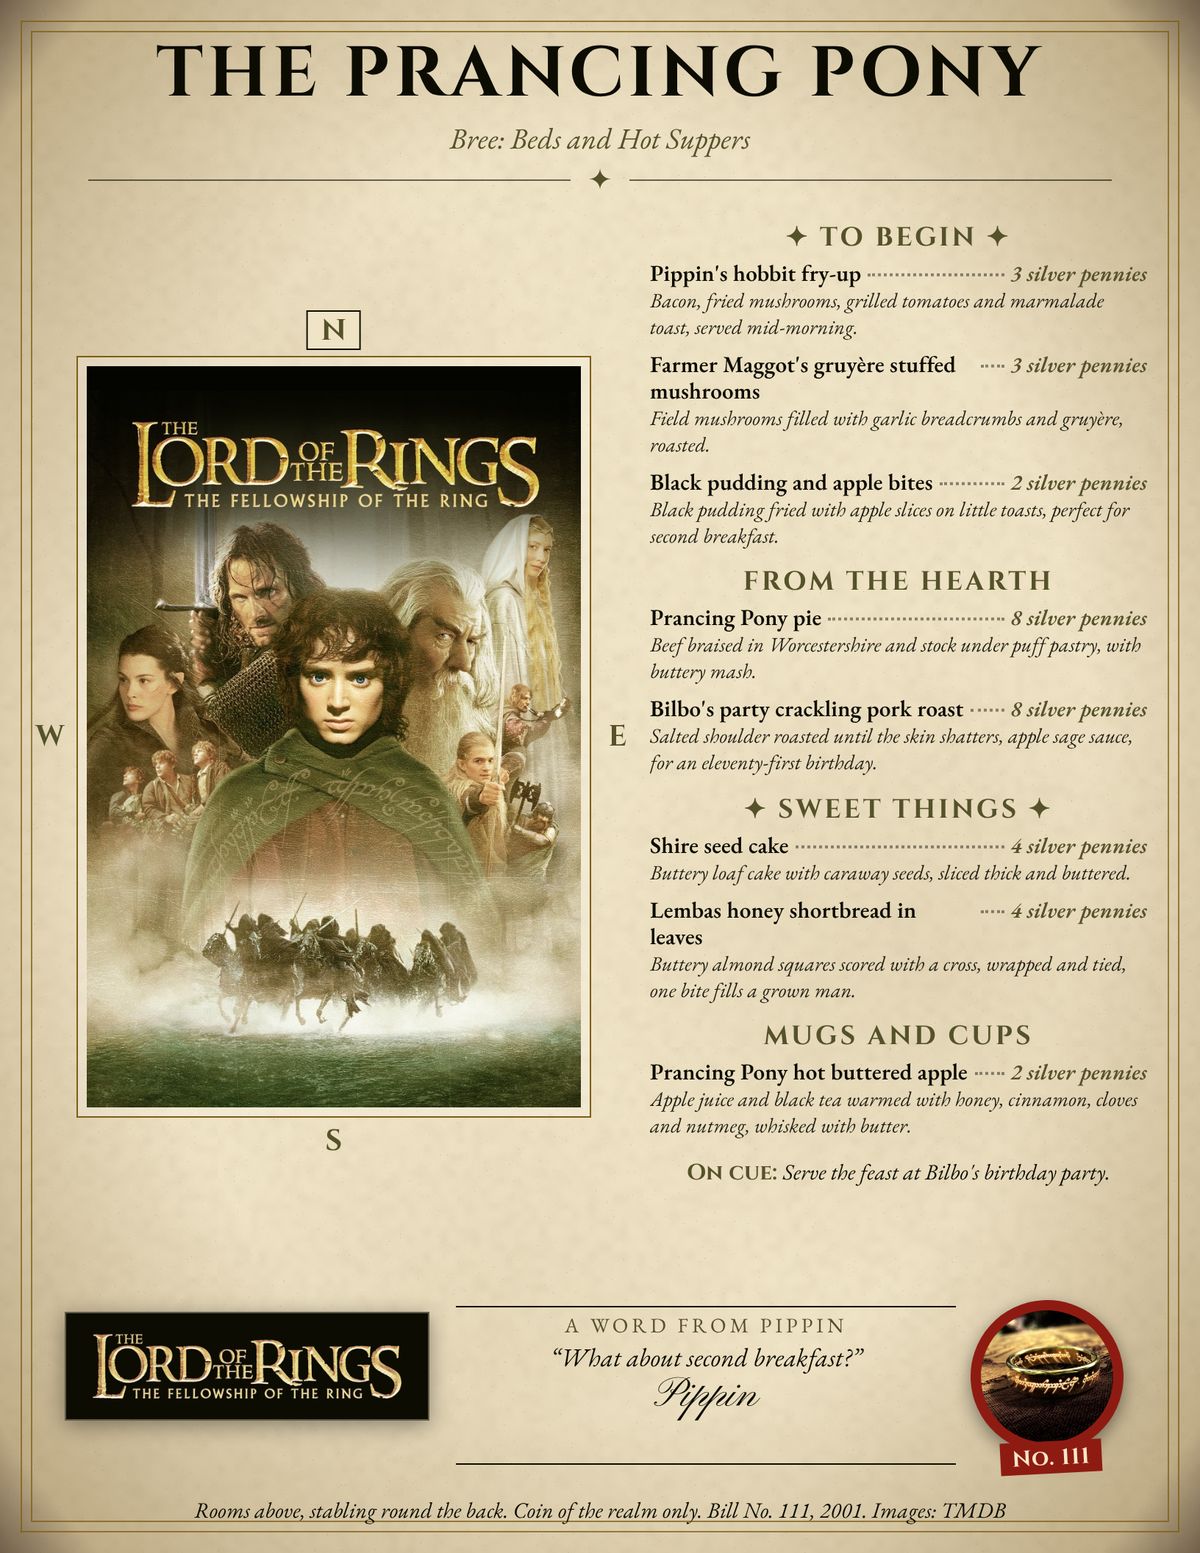 THE PRANCING PONY
Bree: Beds and Hot Suppers
N
W
E
S
THE
LORD OF THE RINGS
THE FELLOWSHIP OF THE RING
TO BEGIN
Pippin's hobbit fry-up 3 silver pennies
Bacon, fried mushrooms, grilled tomatoes and marmalade
toast, served mid-morning.
Farmer Maggot's gruyère stuffed 3 silver pennies
mushrooms
Field mushrooms filled with garlic breadcrumbs and gruyère,
roasted.
Black pudding and apple bites 2 silver pennies
Black pudding fried with apple slices on little toasts, perfect for
second breakfast.
FROM THE HEARTH
Prancing Pony pie 8 silver pennies
Beef braised in Worcestershire and stock under puff pastry, with
buttery mash.
Bilbo's party crackling pork roast 8 silver pennies
Salted shoulder roasted until the skin shatters, apple sage sauce,
for an eleventy-first birthday.
SWEET THINGS
Shire seed cake 4 silver pennies
Buttery loaf cake with caraway seeds, sliced thick and buttered.
Lembas honey shortbread in 4 silver pennies
leaves
Buttery almond squares scored with a cross, wrapped and tied,
one bite fills a grown man.
MUGS AND CUPS
Prancing Pony hot buttered apple 2 silver pennies
Apple juice and black tea warmed with honey, cinnamon, cloves
and nutmeg, whisked with butter.
ON CUE: Serve the feast at Bilbo's birthday party.
THE
LORD OF THE RINGS
THE FELLOWSHIP OF THE RING
A WORD FROM PIPPIN
“What about second breakfast?”
Pippin
NO. 111
Rooms above, stabling round the back. Coin of the realm only. Bill No. 111, 2001. Images: TMDB